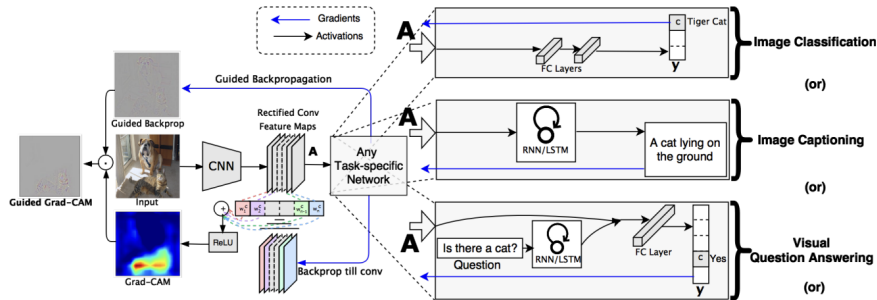 Gradients
Activations
Guided Backpropagation
Guided Backprop
Rectified Conv
Feature Maps
Guided Grad-CAM
Input
CNN
A
Any
Task-specific
Network
+
ReLU
Grad-CAM
Backprop till conv
A
FC Layers
c
Tiger Cat
y
Image Classification
(or)
A
RNN/LSTM
A cat lying on
the ground
Image Captioning
(or)
A
Is there a cat?
Question
RNN/LSTM
FC Layer
c
Yes
y
Visual
Question Answering
(or)